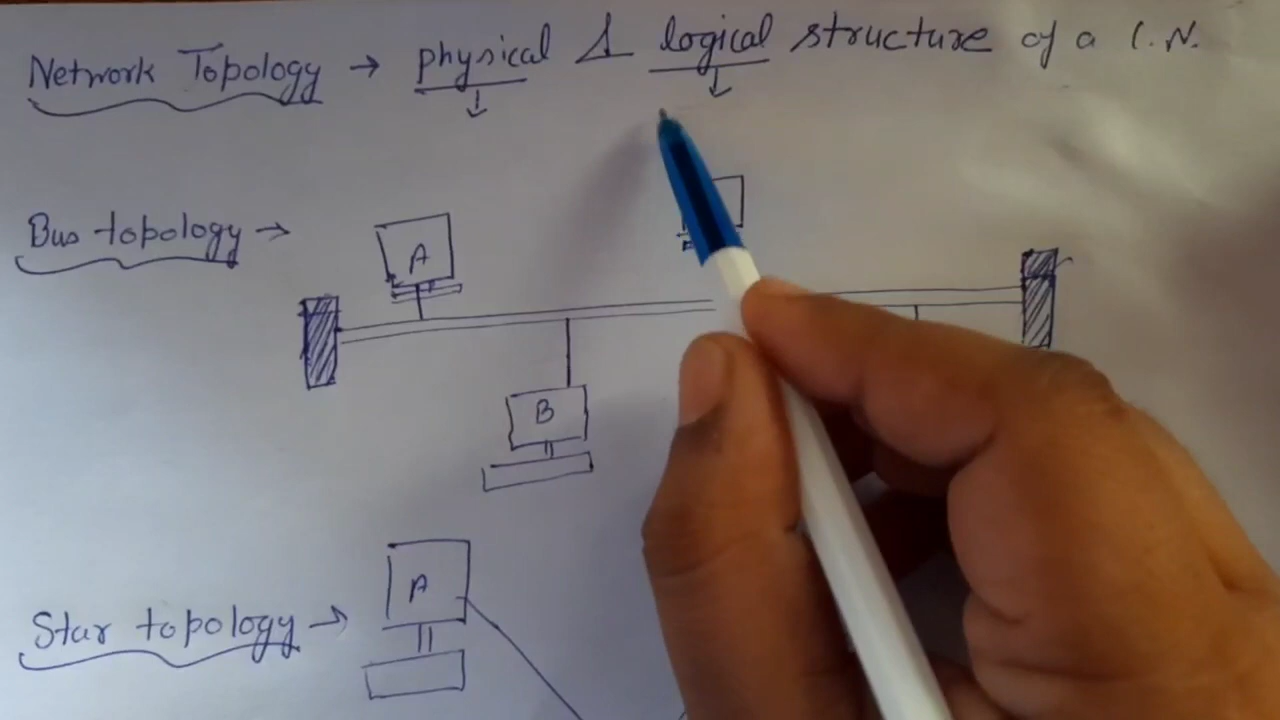 Network Topology → physical & logical structure of a C.N.
Bus topology →
A
B
Star topology →
A